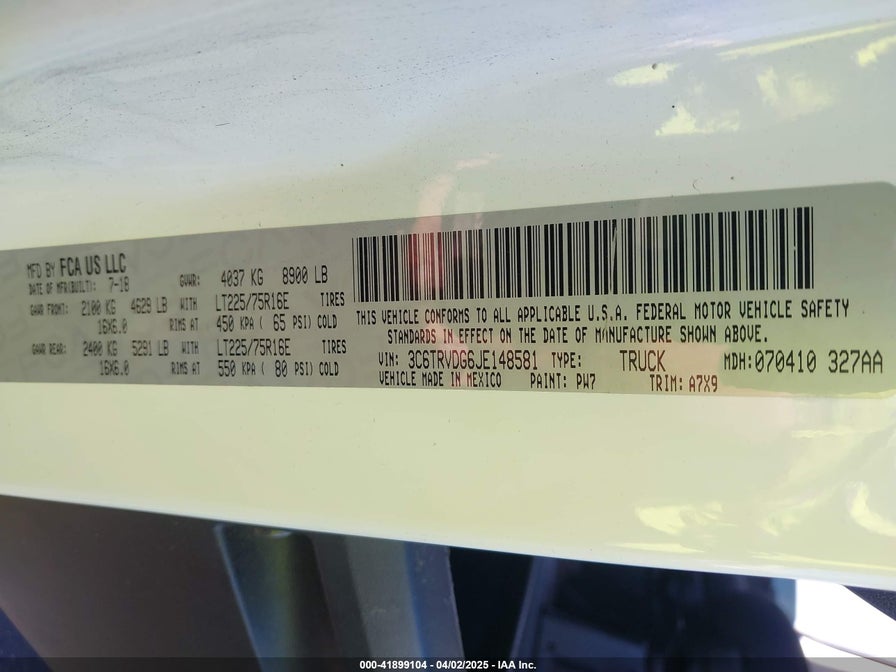 MFD BY FCA US LLC
DATE OF MFR(BUILT): 7-18 GVWR: 4037 KG 8900 LB
GAWR FRONT: 2100 KG 4629 LB WITH LT225/75R16E TIRES
16X6.0 RIMS AT 450 KPA ( 65 PSI) COLD
GAWR REAR: 2400 KG 5291 LB WITH LT225/75R16E TIRES
16X6.0 RIMS AT 550 KPA ( 80 PSI) COLD
THIS VEHICLE CONFORMS TO ALL APPLICABLE U.S.A. FEDERAL MOTOR VEHICLE SAFETY
STANDARDS IN EFFECT ON THE DATE OF MANUFACTURE SHOWN ABOVE.
VIN: 3C6TRVDG6JE148581 TYPE: TRUCK MDH:070410 327AA
VEHICLE MADE IN MEXICO PAINT: PW7 TRIM: A7X9
000-41899104 - 04/02/2025 - IAA Inc.